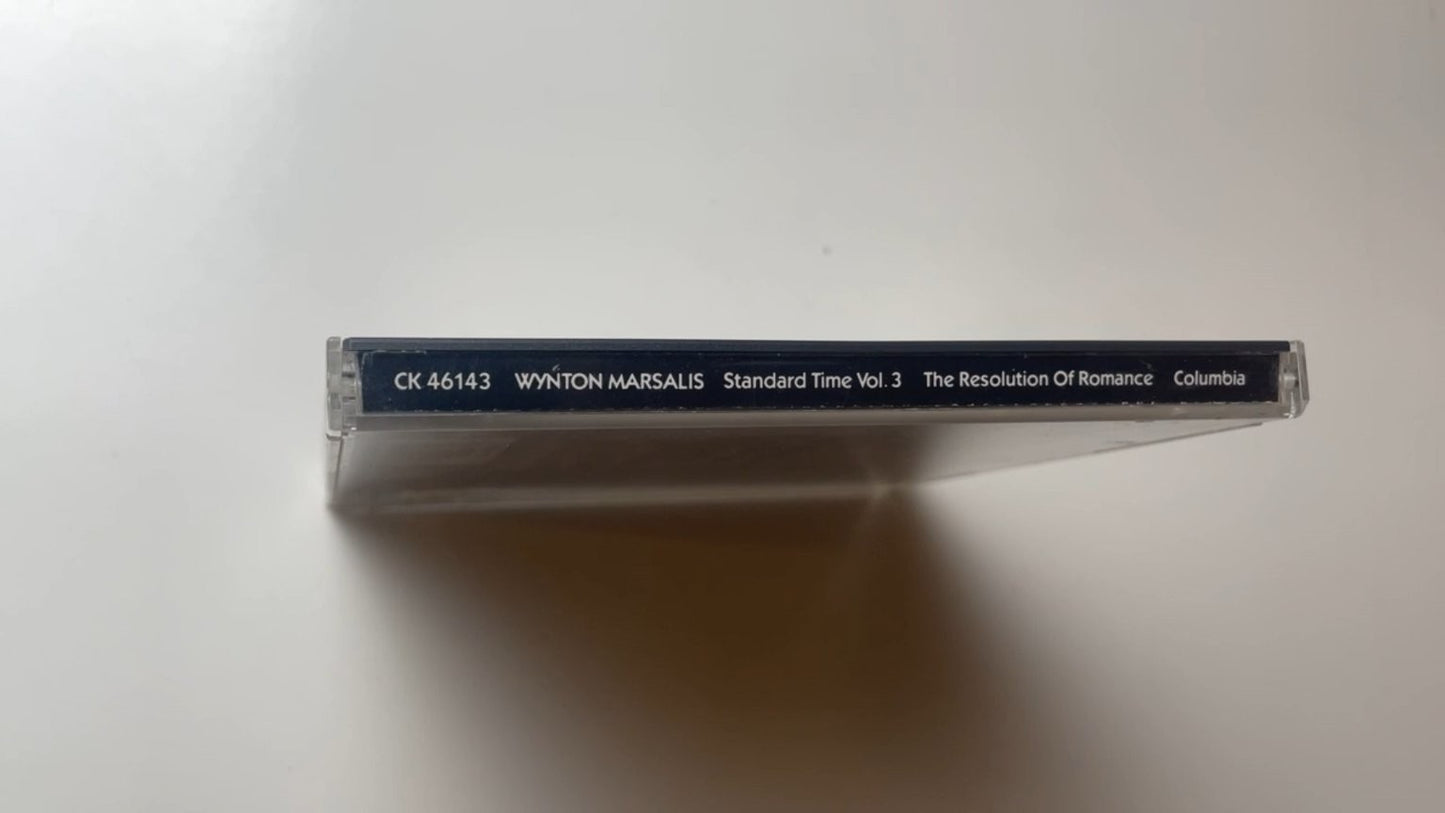 CK 46143 WYNTON MARSALIS Standard Time Vol. 3 The Resolution Of Romance Columbia